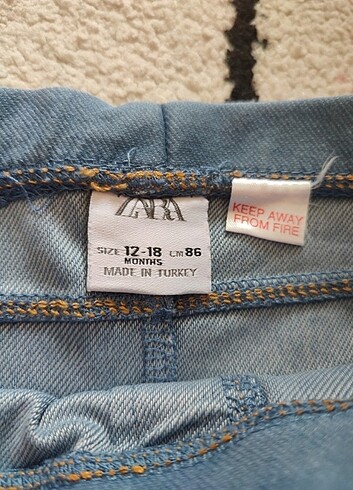 ZARA
SIZE 12-18 CM 86
MONTHS
MADE IN TURKEY
KEEP AWAY
FROM FIRE